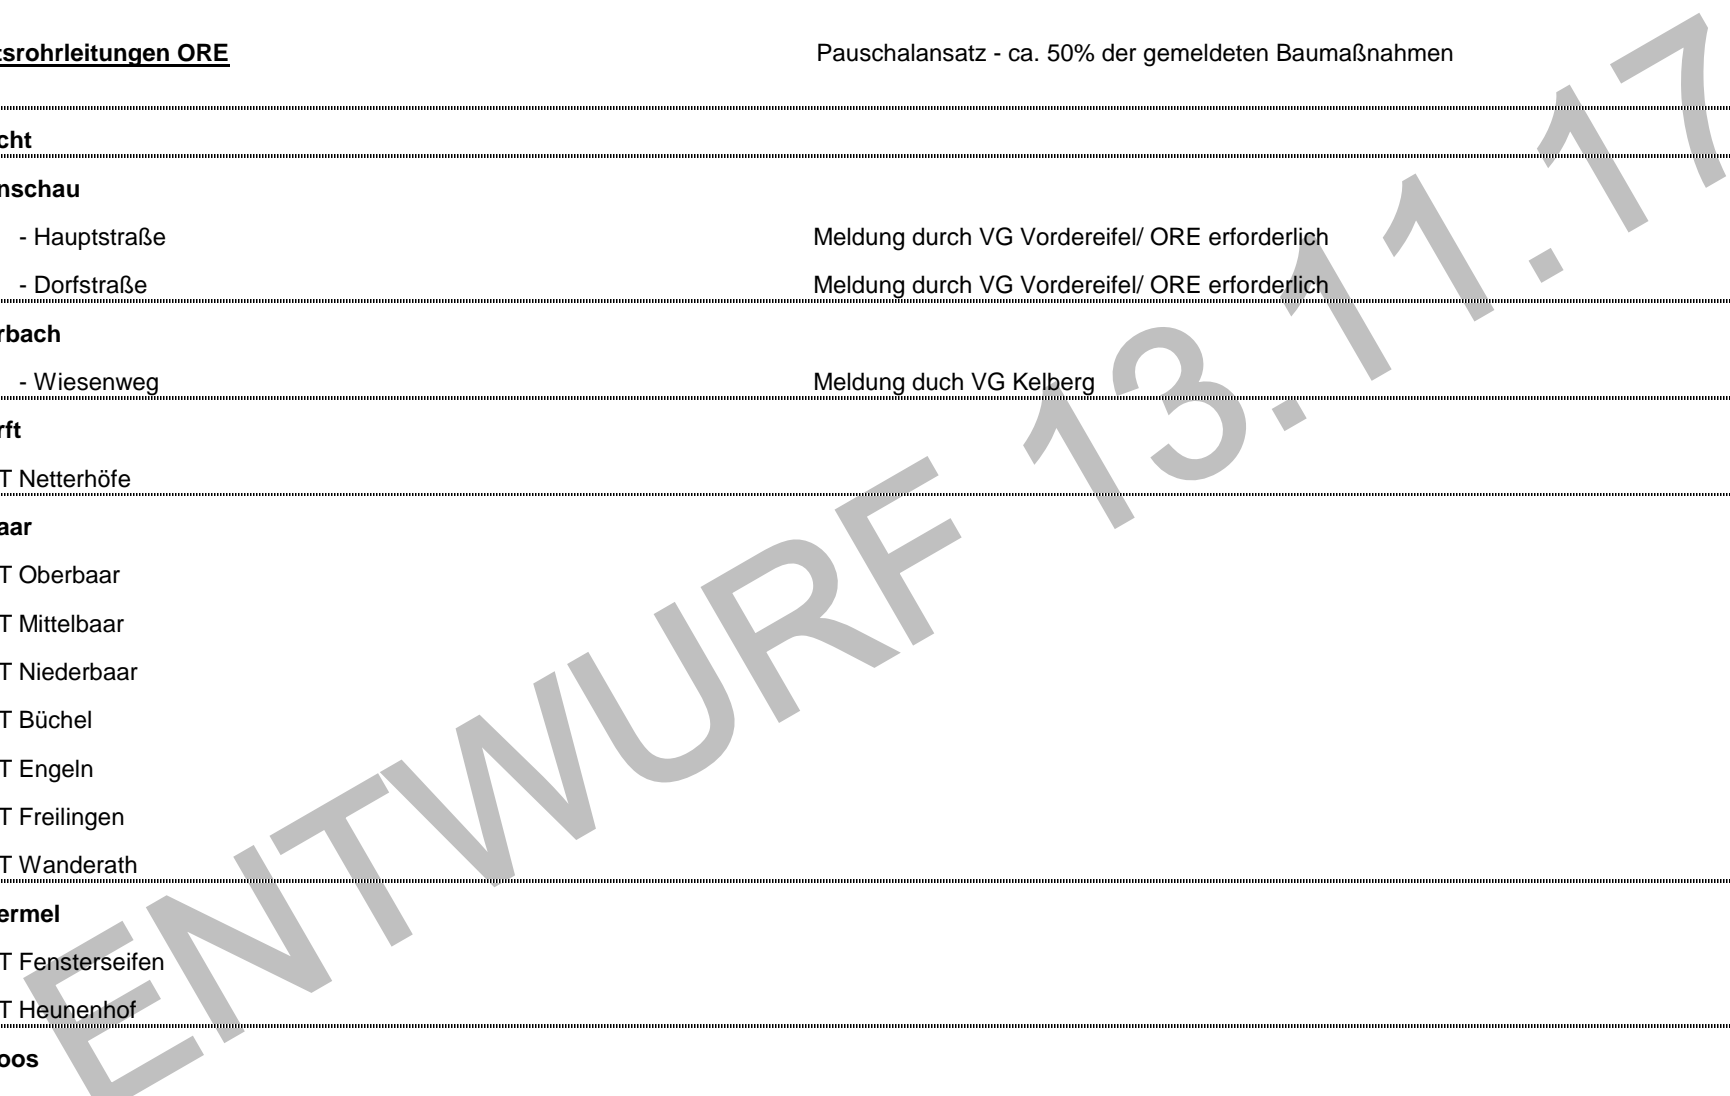 tsrohrleitungen ORE Pauschalansatz - ca. 50% der gemeldeten Baumaßnahmen
cht
nschau
- Hauptstraße Meldung durch VG Vordereifel/ ORE erforderlich
- Dorfstraße Meldung durch VG Vordereifel/ ORE erforderlich
rbach
- Wiesenweg Meldung duch VG Kelberg
rft
T Netterhöfe
aar
T Oberbaar
T Mittelbaar
T Niederbaar
T Büchel
T Engeln
T Freilingen
T Wanderath
ermel
T Fensterseifen
T Heunenhof
oos
ENTWURF 13.11.17